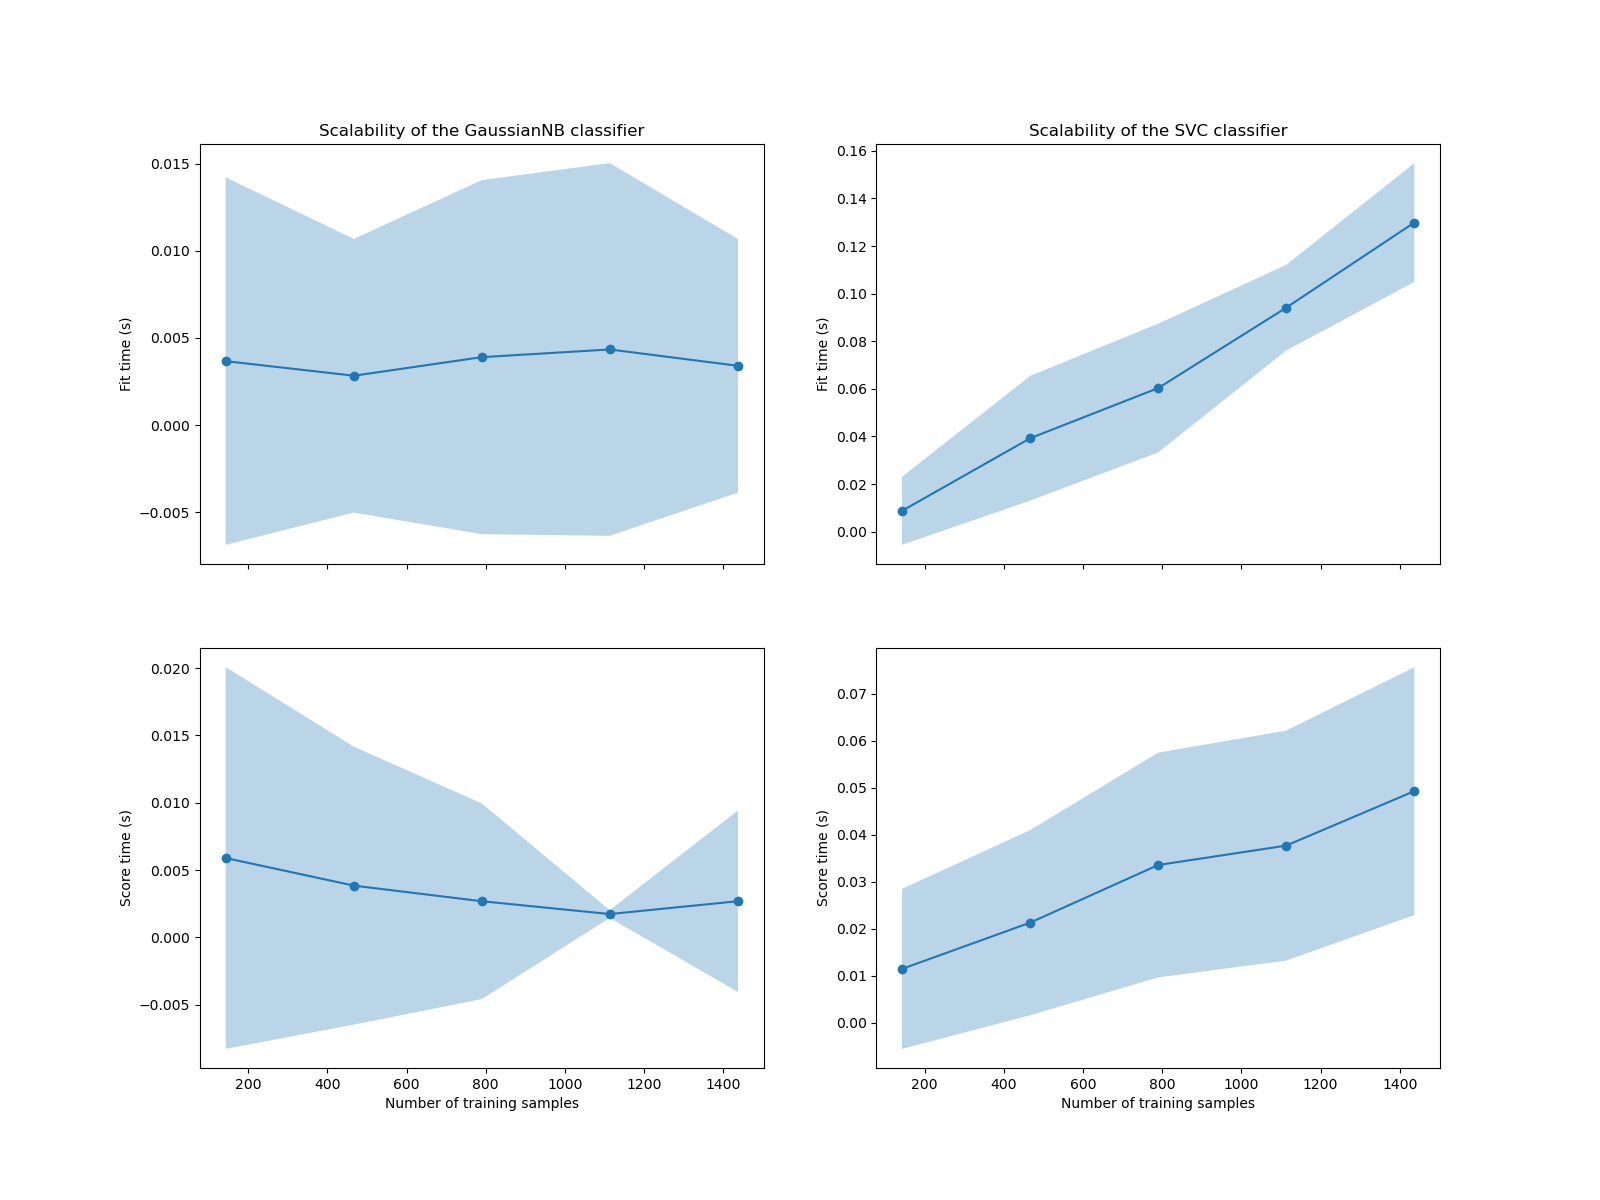 Scalability of the GaussianNB classifier
0.015
0.010
0.005
0.000
−0.005
Fit time (s)
Scalability of the SVC classifier
0.16
0.14
0.12
0.10
0.08
0.06
0.04
0.02
0.00
Fit time (s)
0.020
0.015
0.010
0.005
0.000
−0.005
Score time (s)
200 400 600 800 1000 1200 1400
Number of training samples
0.07
0.06
0.05
0.04
0.03
0.02
0.01
0.00
Score time (s)
200 400 600 800 1000 1200 1400
Number of training samples